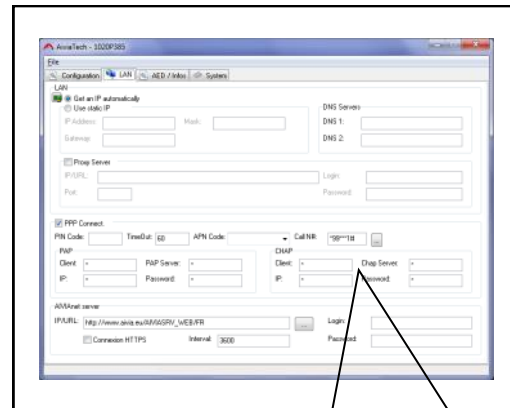 AiviaTech - 1020P385
File
Configuration LAN AED / Infos System
LAN
Get an IP automatically
Use static IP
IP Address: Mask:
Gateway:
DNS Servers
DNS 1:
DNS 2:
Proxy Server
IP/URL: Login:
Port: Password:
PPP Connect.
PIN Code: TimeOut: 60 APN Code: Call N#: *99***1# ...
PAP
Client: * PAP Server: *
IP: * Password: *
CHAP
Client: * Chap Server: *
IP: * Password: *
AIVIAnet server
IP/URL: http://www.aivia.eu/AIVIASRV_WEB/FR ... Login:
Connexion HTTPS Interval: 3600 Password: